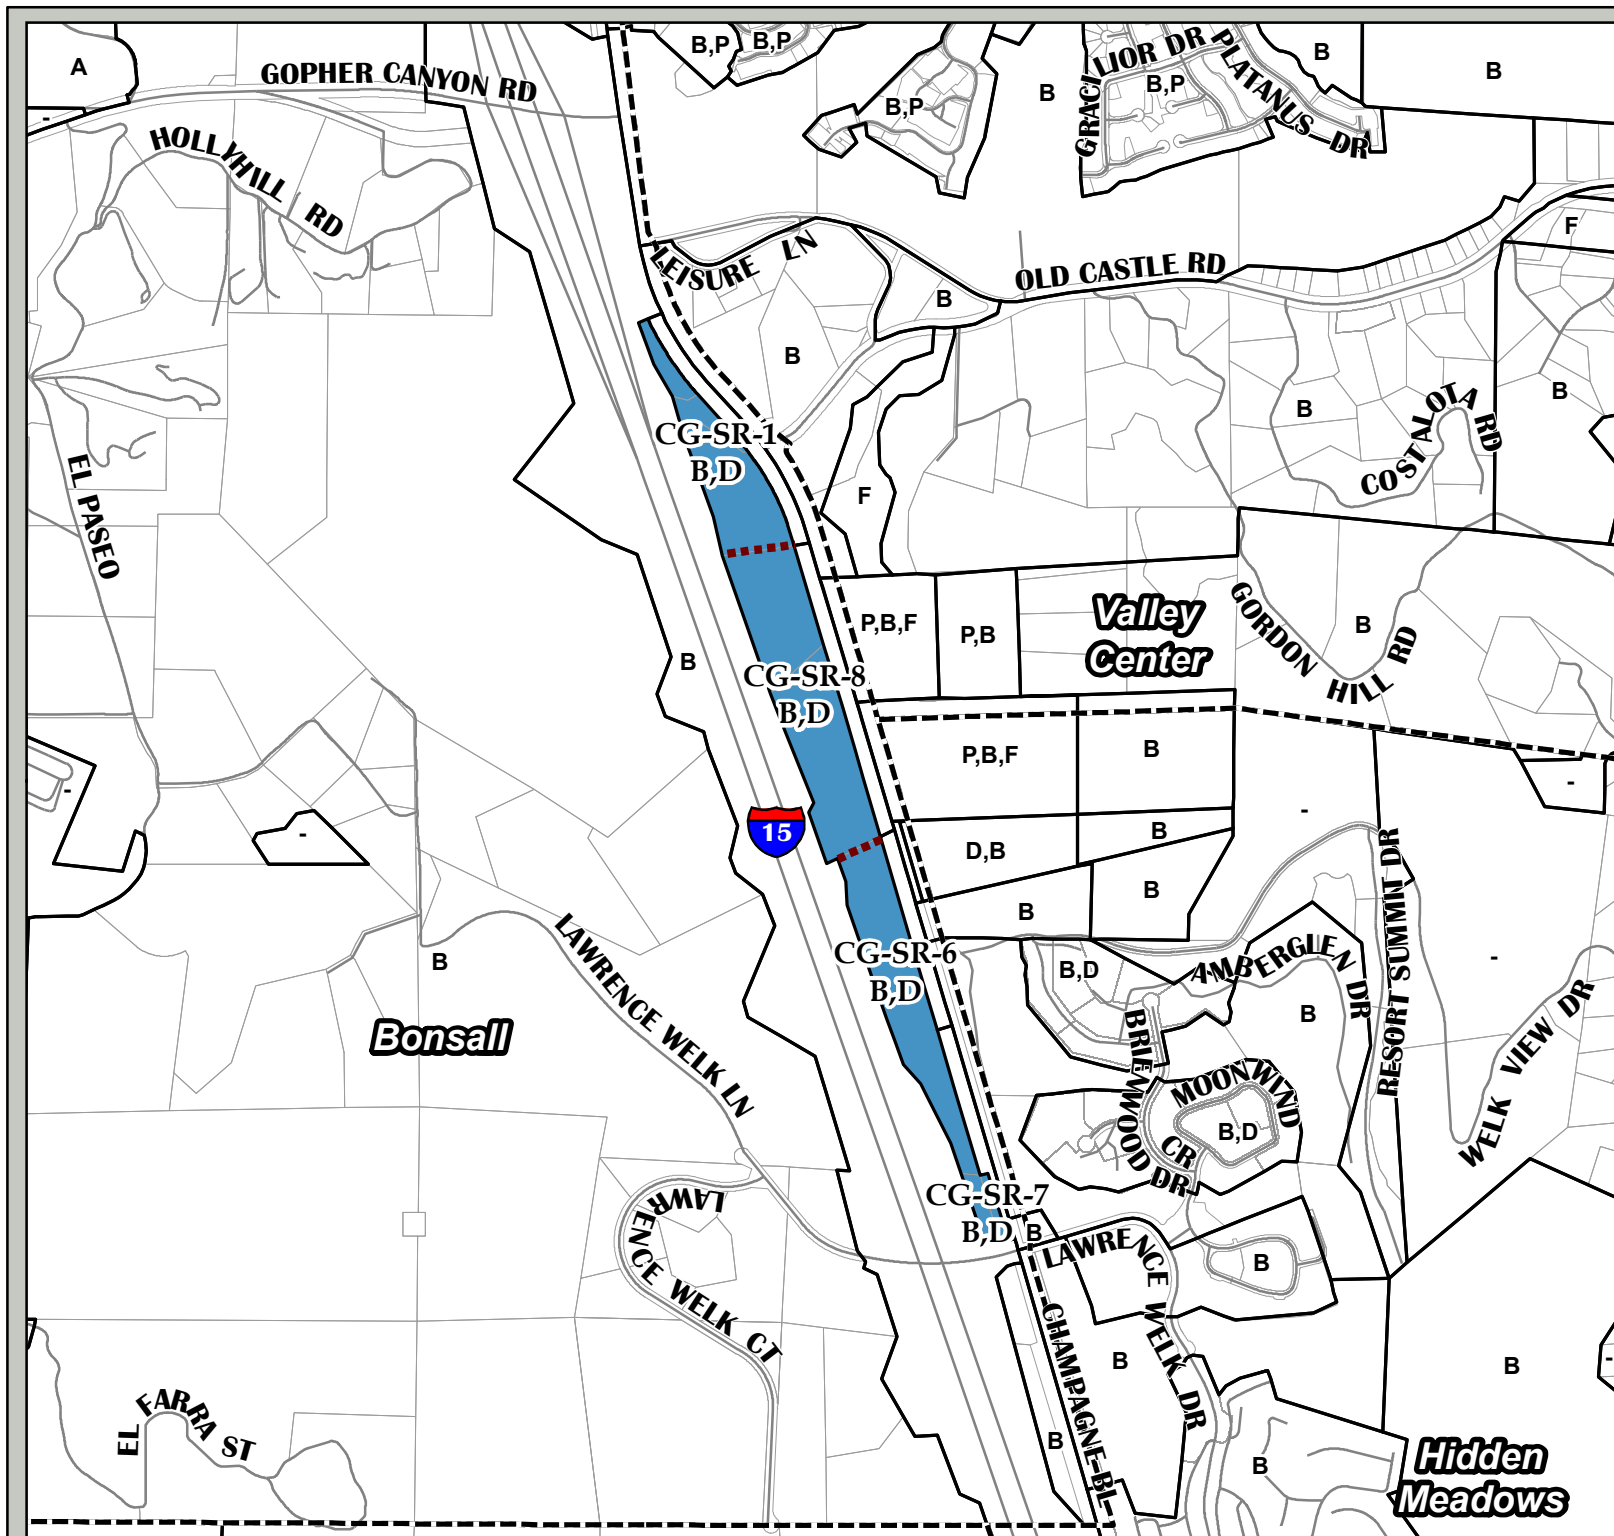 A
GOPHER CANYON RD
B,P
B,P
B,P
B
GRACILIOR DR
B,P
PLATANUS DR
B
B
-
HOLLYHILL RD
LEISURE LN
OLD CASTLE RD
F
B
B
B
B
COSTALOTA RD
EL PASEO
CG-SR-1
B,D
F
P,B,F
P,B
Valley
Center
GORDON HILL RD
B
B
CG-SR-8
B,D
P,B,F
B
-
-
-
-
15
D,B
B
B
B
RESORT SUMMIT DR
LAWRENCE WELK LN
B
CG-SR-6
B,D
B,D
AMBERGLEN DR
B
-
WELK VIEW DR
Bonsall
BRIEWOOD DR
MOONWIND CR
B,D
CG-SR-7
B,D
B
LAWRENCE WELK CT
LAWRENCE WELK DR
B
CHAMPAGNE BL
B
B
-
EL FARRA ST
B
B
Hidden
Meadows